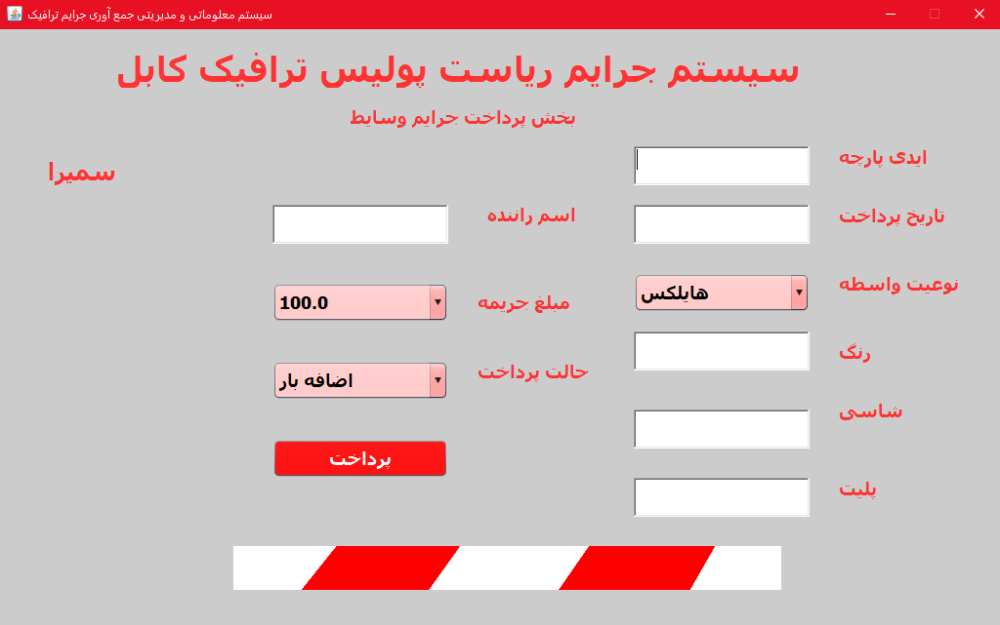 سیستم معلوماتی و مدیریتی جمع آوری جرایم ترافیک
سیستم جرایم ریاست پولیس ترافیک کابل
بخش پرداخت جرایم وسایط
ایدی پارچه
سمیرا
تاریخ پرداخت
اسم راننده
نوعیت واسطه
هایلکس
مبلغ جریمه
100.0
رنگ
حالت پرداخت
اضافه بار
شاسی
پرداخت
پلیت